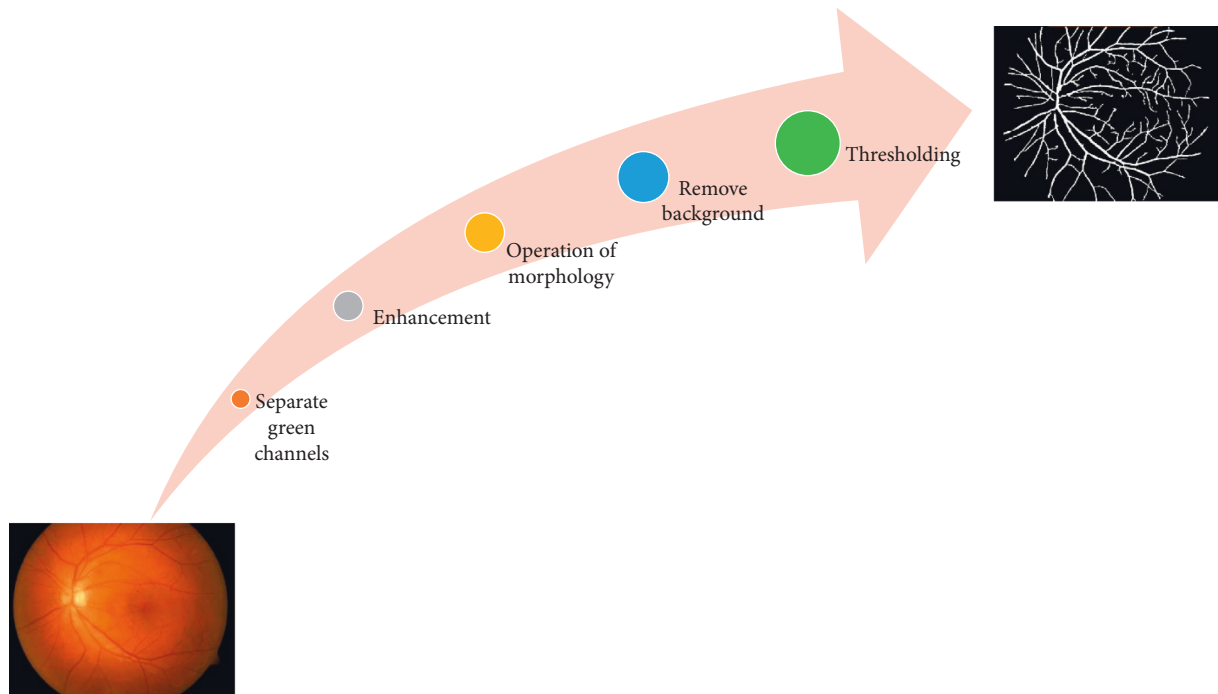 Thresholding
Remove
background
Operation of
morphology
Enhancement
Separate
green
channels